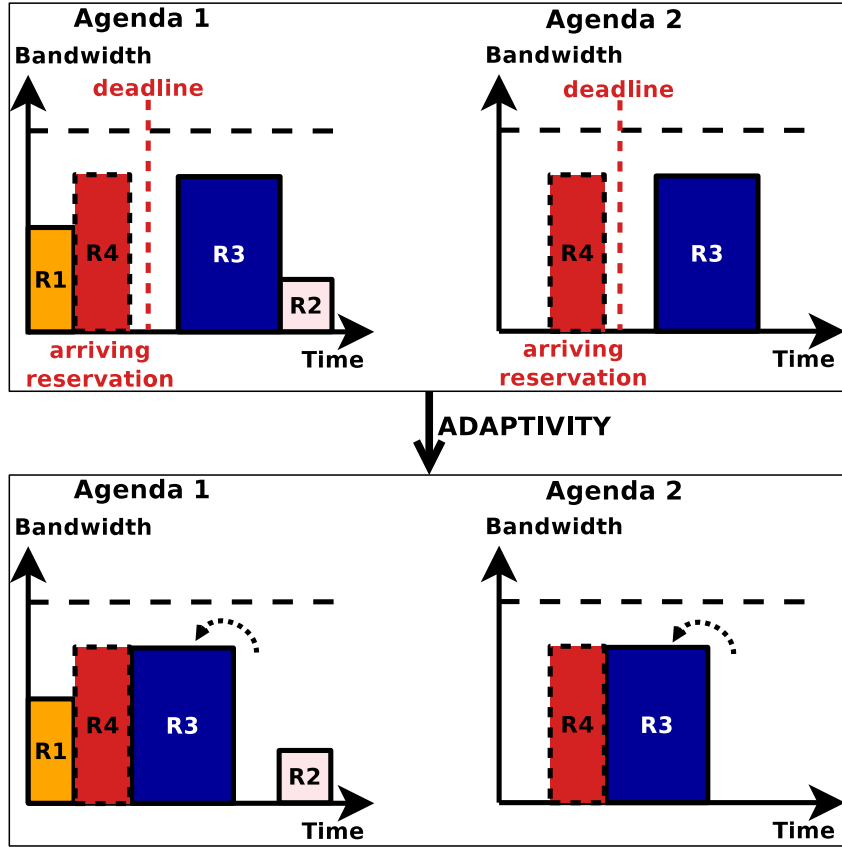 Agenda 1
Bandwidth
deadline
R1
R4
R3
R2
Time
arriving
reservation
Agenda 2
Bandwidth
deadline
R4
R3
Time
arriving
reservation
ADAPTIVITY
Agenda 1
Bandwidth
R1
R4
R3
R2
Time
Agenda 2
Bandwidth
R4
R3
Time